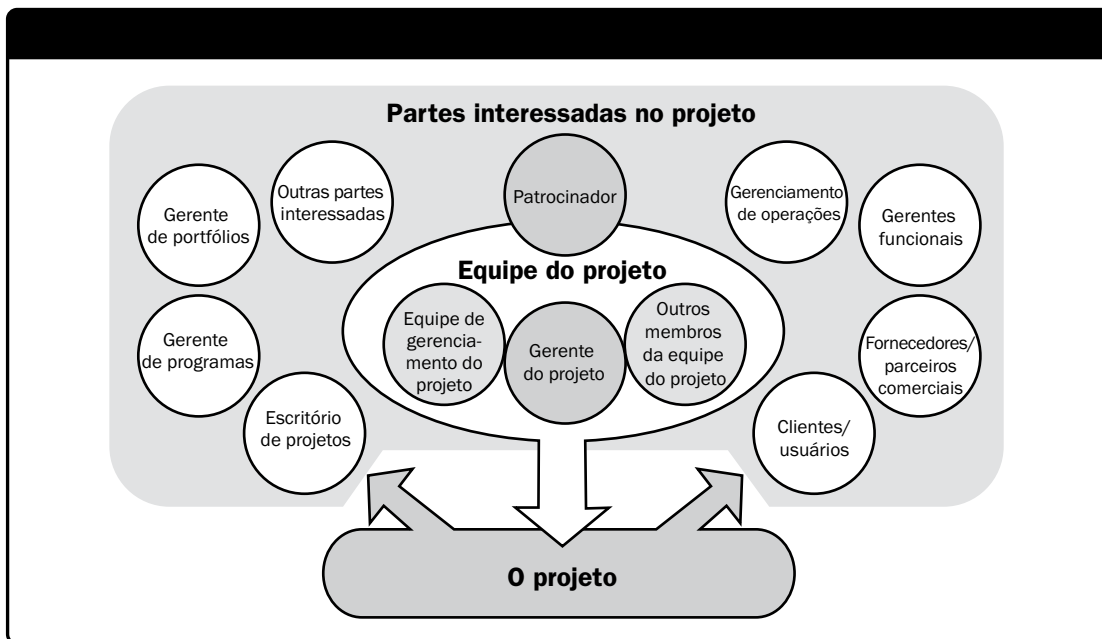 Partes interessadas no projeto
Gerente
de portfólios
Outras partes
interessadas
Patrocinador
Gerenciamento
de operações
Gerentes
funcionais
Equipe do projeto
Gerente
de programas
Equipe de
gerencia-
mento do
projeto
Gerente
do projeto
Outros
membros
da equipe
do projeto
Fornecedores/
parceiros
comerciais
Escritório
de projetos
Clientes/
usuários
O projeto